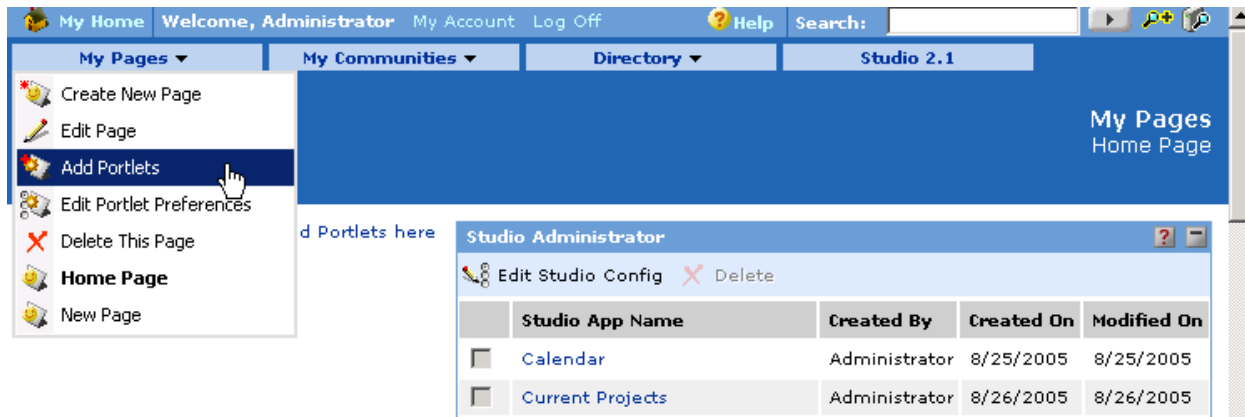 My Home Welcome, Administrator My Account Log Off Help Search:
My Pages My Communities Directory Studio 2.1
Create New Page
Edit Page
Add Portlets
Edit Portlet Preferences
Delete This Page
Home Page
New Page
My Pages
Home Page
d Portlets here
Studio Administrator ?
Edit Studio Config Delete
Studio App Name Created By Created On Modified On
Calendar Administrator 8/25/2005 8/25/2005
Current Projects Administrator 8/26/2005 8/26/2005